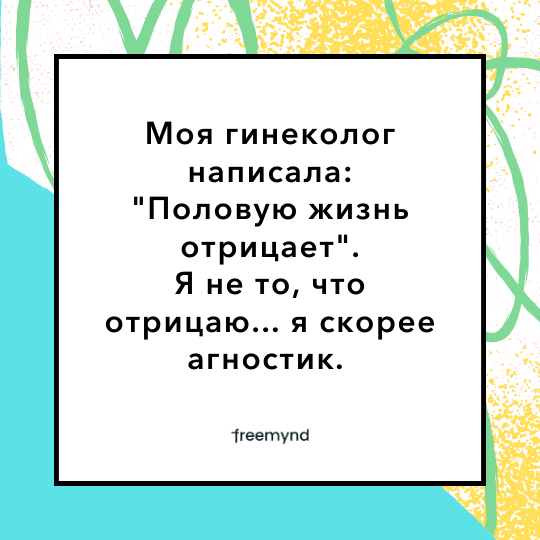 Моя гинеколог
написала:
"Половую жизнь
отрицает".
Я не то, что
отрицаю... я скорее
агностик.
freemynd